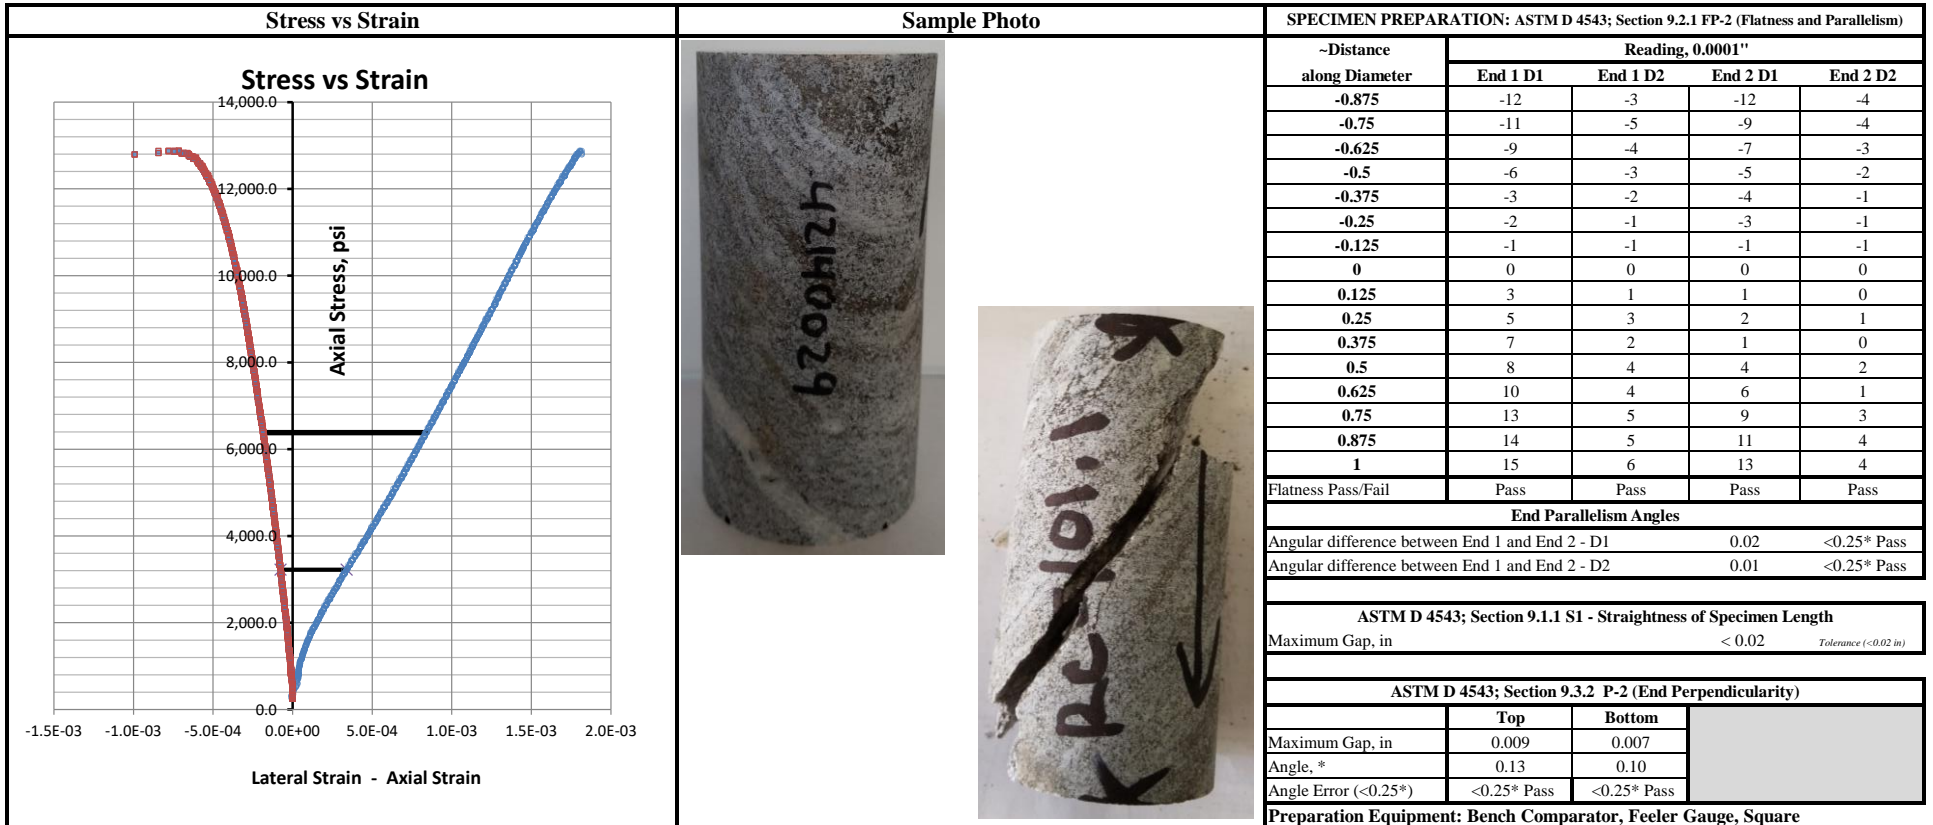 Stress vs Strain
Stress vs Strain
14,000.0
12,000.0
10,000.0
8,000.0
6,000.0
4,000.0
2,000.0
0.0
Axial Stress, psi
-1.5E-03 -1.0E-03 -5.0E-04 0.0E+00 5.0E-04 1.0E-03 1.5E-03 2.0E-03
Lateral Strain - Axial Strain
Sample Photo
SPECIMEN PREPARATION: ASTM D 4543; Section 9.2.1 FP-2 (Flatness and Parallelism)
~Distance Reading, 0.0001"
along Diameter End 1 D1 End 1 D2 End 2 D1 End 2 D2
-0.875 -12 -3 -12 -4
-0.75 -11 -5 -9 -4
-0.625 -9 -4 -7 -3
-0.5 -6 -3 -5 -2
-0.375 -3 -2 -4 -1
-0.25 -2 -1 -3 -1
-0.125 -1 -1 -1 -1
0 0 0 0 0
0.125 3 1 1 0
0.25 5 3 2 1
0.375 7 2 1 0
0.5 8 4 4 2
0.625 10 4 6 1
0.75 13 5 9 3
0.875 14 5 11 4
1 15 6 13 4
Flatness Pass/Fail Pass Pass Pass Pass
End Parallelism Angles
Angular difference between End 1 and End 2 - D1 0.02 <0.25* Pass
Angular difference between End 1 and End 2 - D2 0.01 <0.25* Pass
ASTM D 4543; Section 9.1.1 S1 - Straightness of Specimen Length
Maximum Gap, in < 0.02 Tolerance (<0.02 in)
ASTM D 4543; Section 9.3.2 P-2 (End Perpendicularity)
Top Bottom
Maximum Gap, in 0.009 0.007
Angle, * 0.13 0.10
Angle Error (<0.25*) <0.25* Pass <0.25* Pass
Preparation Equipment: Bench Comparator, Feeler Gauge, Square